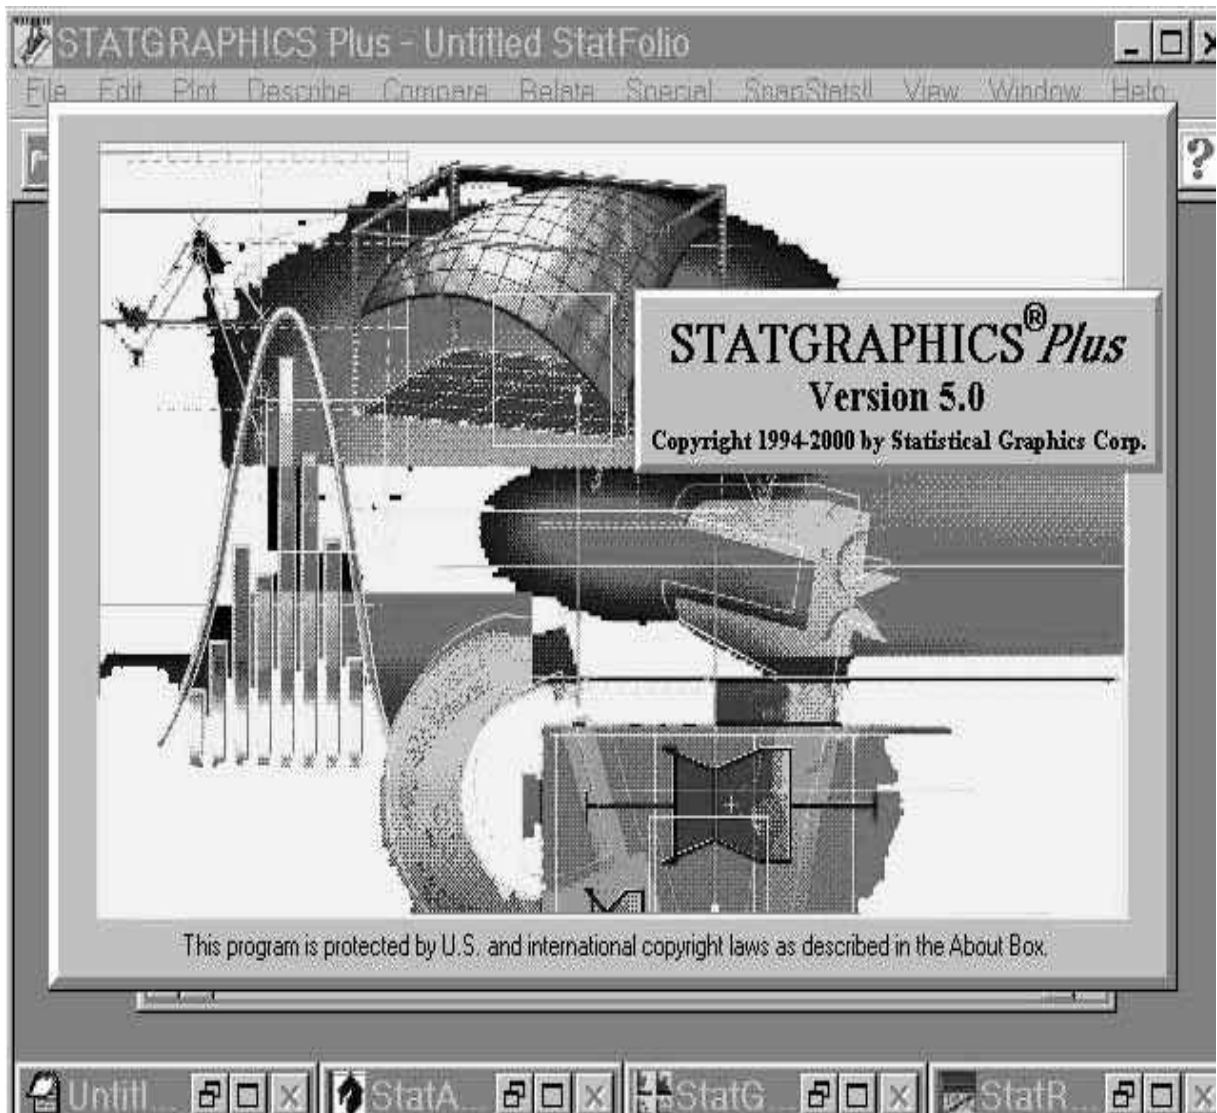 STATGRAPHICS Plus - Untitled StatFolio
File Edit Plot Describe Compare Relate Special SnapStats!! View Window Help
STATGRAPHICS®Plus
Version 5.0
Copyright 1994-2000 by Statistical Graphics Corp.
This program is protected by U.S. and international copyright laws as described in the About Box.
Untitl... StatA... StatG... StatR...